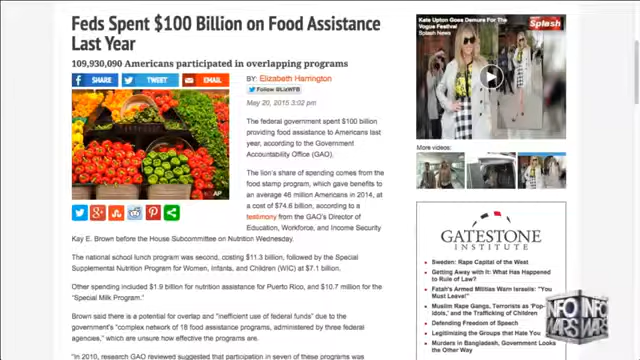 Feds Spent $100 Billion on Food Assistance
Last Year
109,930,090 Americans participated in overlapping programs
SHARE TWEET EMAIL
BY: Elizabeth Harrington
Follow @LizWFB
May 20, 2015 3:02 pm
AP
The federal government spent $100 billion
providing food assistance to Americans last
year, according to the Government
Accountability Office (GAO).
The lion's share of spending comes from the
food stamp program, which gave benefits to
an average 46 million Americans in 2014, at
a cost of $74.6 billion, according to a
testimony from the GAO's Director of
Education, Workforce, and Income Security
Kay E. Brown before the House Subcommittee on Nutrition Wednesday.
The national school lunch program was second, costing $11.3 billion, followed by the Special
Supplemental Nutrition Program for Women, Infants, and Children (WIC) at $7.1 billion.
Other spending included $1.9 billion for nutrition assistance for Puerto Rico, and $10.7 million for the
"Special Milk Program."
Brown said there is a potential for overlap and "inefficient use of federal funds" due to the
government's "complex network of 18 food assistance programs, administered by three federal
agencies," which are unsure how effective the programs are.
"In 2010, research GAO reviewed suggested that participation in seven of these programs was
Kate Upton Goes Demure For The
Vogue Festival
Splash News
Splash
More videos:
GATESTONE
INSTITUTE
Sweden: Rape Capital of the West
Getting Away with It: What Has Happened
to Rule of Law?
Fatah's Armed Militias Warn Israelis: "You
Must Leave!"
Muslim Rape Gangs, Terrorists as 'Pop-
Idols,' and the Trafficking of Children
Defending Freedom of Speech
Legitimizing the Groups that Hate You
Murders in Bangladesh, Government Looks
the Other Way
INFO INFO
WARS WARS